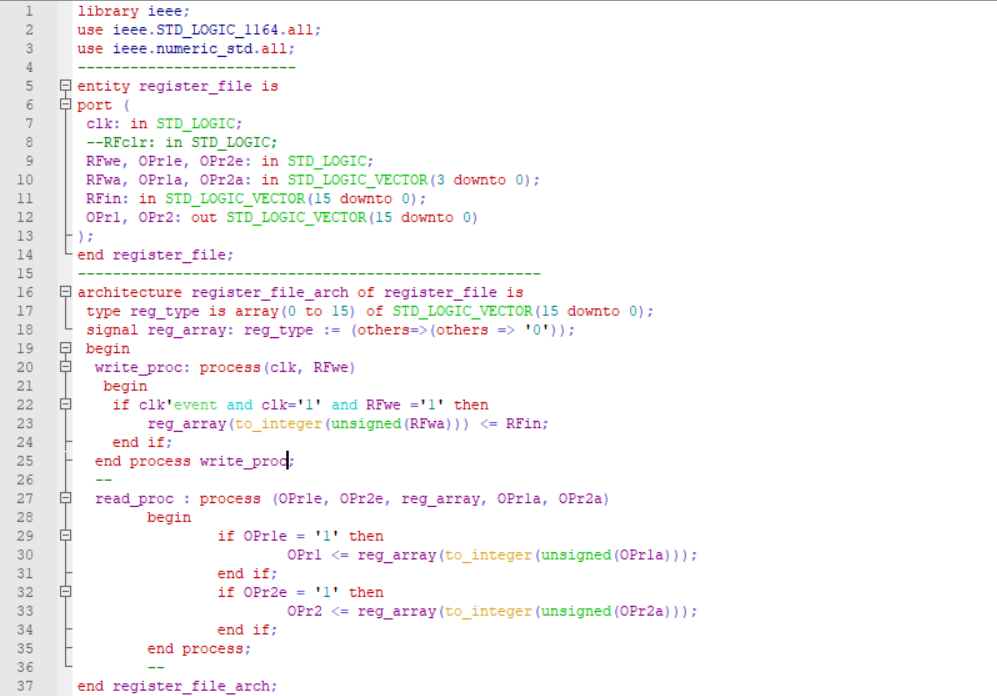 1 library ieee;
2 use ieee.STD_LOGIC_1164.all;
3 use ieee.numeric_std.all;
4 -------------------------
5 entity register_file is
6 port (
7 clk: in STD_LOGIC;
8 --RFclr: in STD_LOGIC;
9 RFwe, OPr1e, OPr2e: in STD_LOGIC;
10 RFwa, OPr1a, OPr2a: in STD_LOGIC_VECTOR(3 downto 0);
11 RFin: in STD_LOGIC_VECTOR(15 downto 0);
12 OPr1, OPr2: out STD_LOGIC_VECTOR(15 downto 0)
13 );
14 end register_file;
15 -----------------------------------------------------
16 architecture register_file_arch of register_file is
17 type reg_type is array(0 to 15) of STD_LOGIC_VECTOR(15 downto 0);
18 signal reg_array: reg_type := (others=>(others => '0'));
19 begin
20 write_proc: process(clk, RFwe)
21 begin
22 if clk'event and clk='1' and RFwe ='1' then
23 reg_array(to_integer(unsigned(RFwa))) <= RFin;
24 end if;
25 end process write_proc;
26 --
27 read_proc : process (OPr1e, OPr2e, reg_array, OPr1a, OPr2a)
28 begin
29 if OPr1e = '1' then
30 OPr1 <= reg_array(to_integer(unsigned(OPr1a)));
31 end if;
32 if OPr2e = '1' then
33 OPr2 <= reg_array(to_integer(unsigned(OPr2a)));
34 end if;
35 end process;
36 --
37 end register_file_arch;